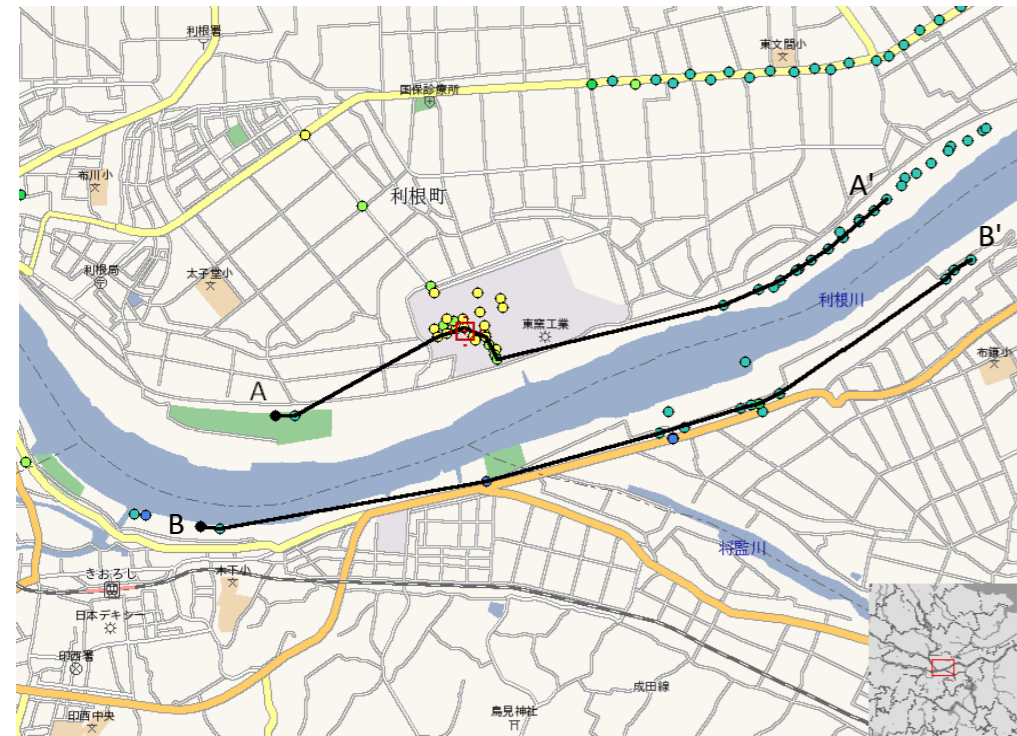 利根署
東文間小
国保診療所
布川小
A'
利根町
B'
利根局
太子堂小
利根川
東窯工業
布鎌小
A
B
将監川
きおろし
木下小
日本デキシー
印西署
成田線
鳥見神社
印西中央